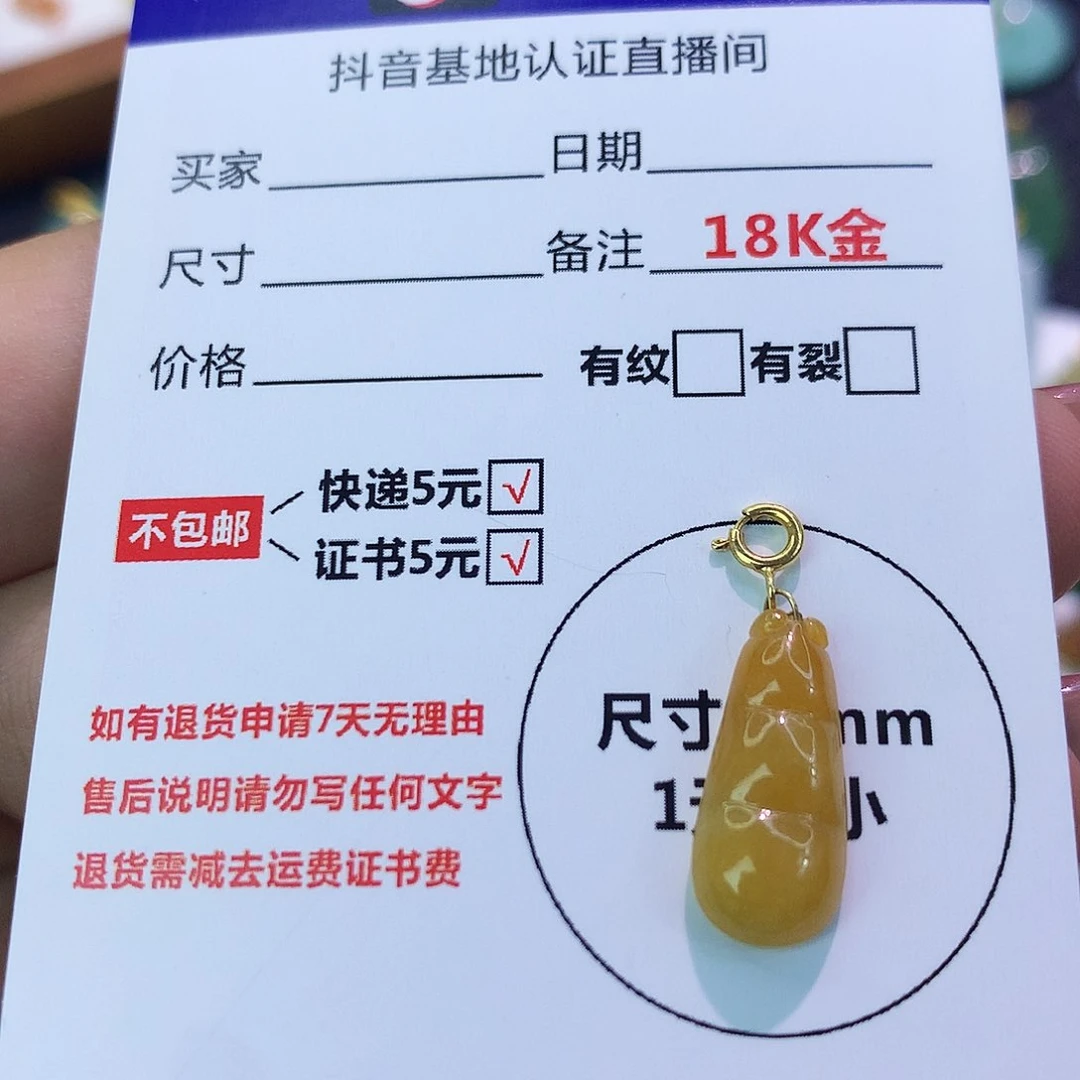 抖音基地认证直播间
买家 日期
尺寸 备注 18K金
价格 有纹 有裂
不包邮
快递5元 √
证书5元 √
如有退货申请7天无理由
售后说明请勿写任何文字
退货需减去运费证书费
尺寸 mm
1 小